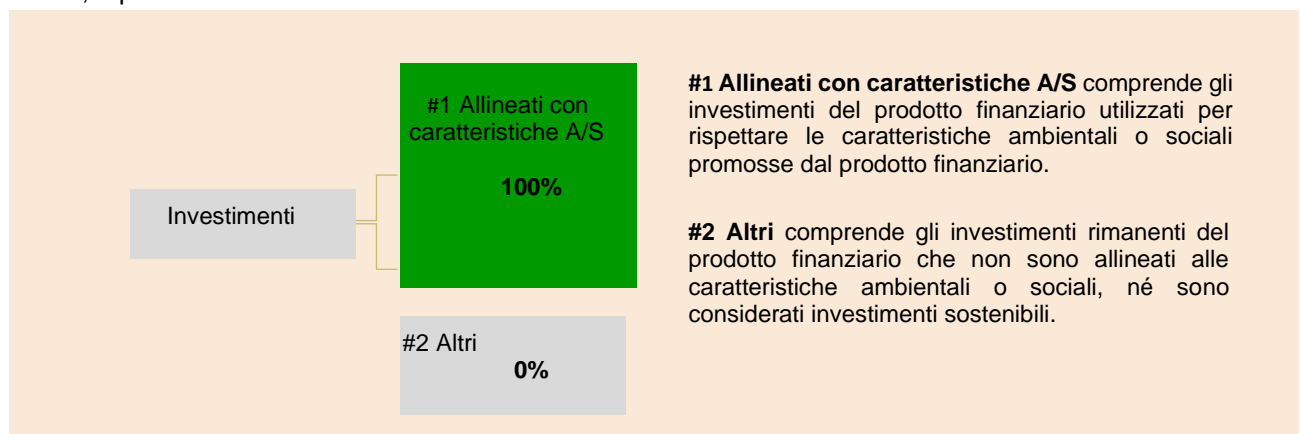 Investimenti
#1 Allineati con
caratteristiche A/S
100%
#2 Altri
0%
#1 Allineati con caratteristiche A/S comprende gli
investimenti del prodotto finanziario utilizzati per
rispettare le caratteristiche ambientali o sociali
promosse dal prodotto finanziario.
#2 Altri comprende gli investimenti rimanenti del
prodotto finanziario che non sono allineati alle
caratteristiche ambientali o sociali, né sono
considerati investimenti sostenibili.